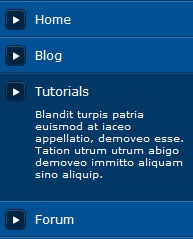 Home
Blog
Tutorials
Blandit turpis patria
euismod at iaceo
appellatio, demoveo esse.
Tation utrum utrum abigo
demoveo immitto aliquam
sino aliquip.
Forum